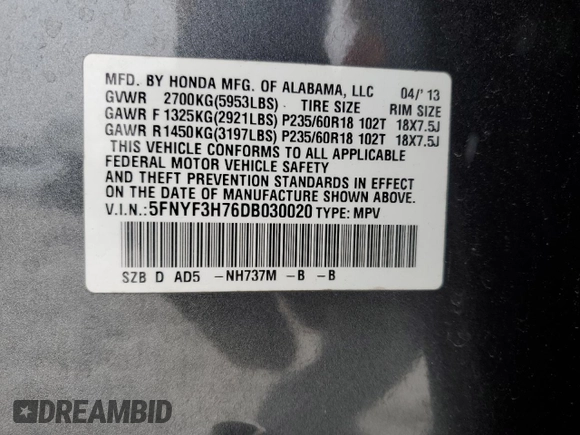 MFD. BY HONDA MFG. OF ALABAMA, LLC 04/'13
GVWR 2700KG(5953LBS) TIRE SIZE RIM SIZE
GAWR F 1325KG(2921LBS) P235/60R18 102T 18X7.5J
GAWR R1450KG(3197LBS) P235/60R18 102T 18X7.5J
THIS VEHICLE CONFORMS TO ALL APPLICABLE
FEDERAL MOTOR VEHICLE SAFETY
AND THEFT PREVENTION STANDARDS IN EFFECT
ON THE DATE OF MANUFACTURE SHOWN ABOVE.
V.I.N.:5FNYF3H76DB030020 TYPE: MPV
SZB D AD5 -NH737M -B -B
DREAMBID